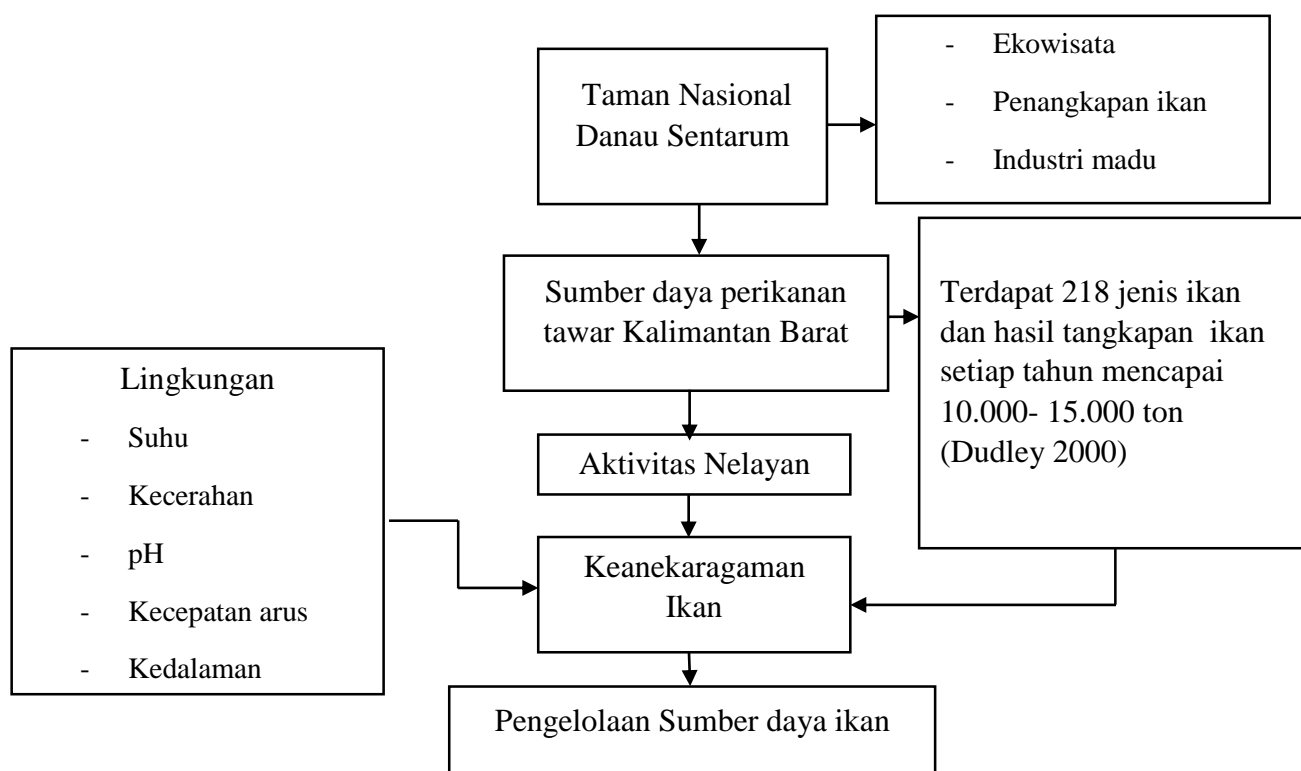 Taman Nasional
Danau Sentarum
- Ekowisata
- Penangkapan ikan
- Industri madu
Sumber daya perikanan
tawar Kalimantan Barat
Terdapat 218 jenis ikan
dan hasil tangkapan ikan
setiap tahun mencapai
10.000- 15.000 ton
(Dudley 2000)
Lingkungan
- Suhu
- Kecerahan
- pH
- Kecepatan arus
- Kedalaman
Aktivitas Nelayan
Keanekaragaman
Ikan
Pengelolaan Sumber daya ikan